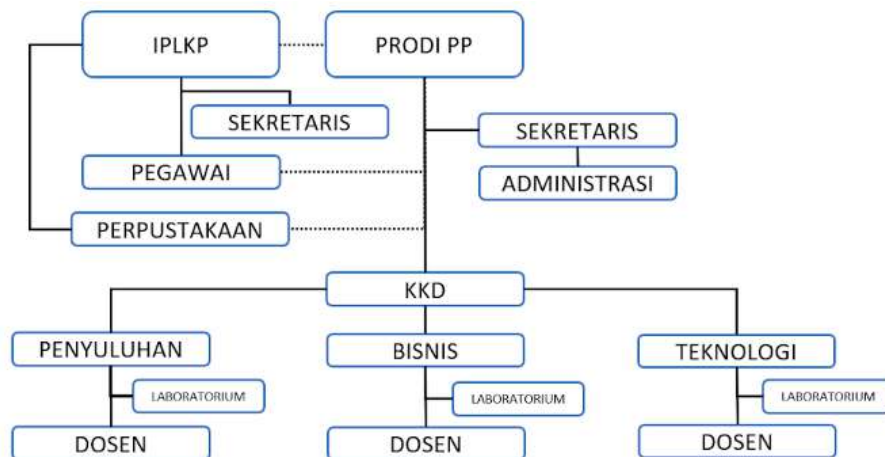 IPLKP
PRODI PP
SEKRETARIS
SEKRETARIS
PEGAWAI
ADMINISTRASI
PERPUSTAKAAN
KKD
PENYULUHAN
BISNIS
TEKNOLOGI
LABORATORIUM
LABORATORIUM
LABORATORIUM
DOSEN
DOSEN
DOSEN